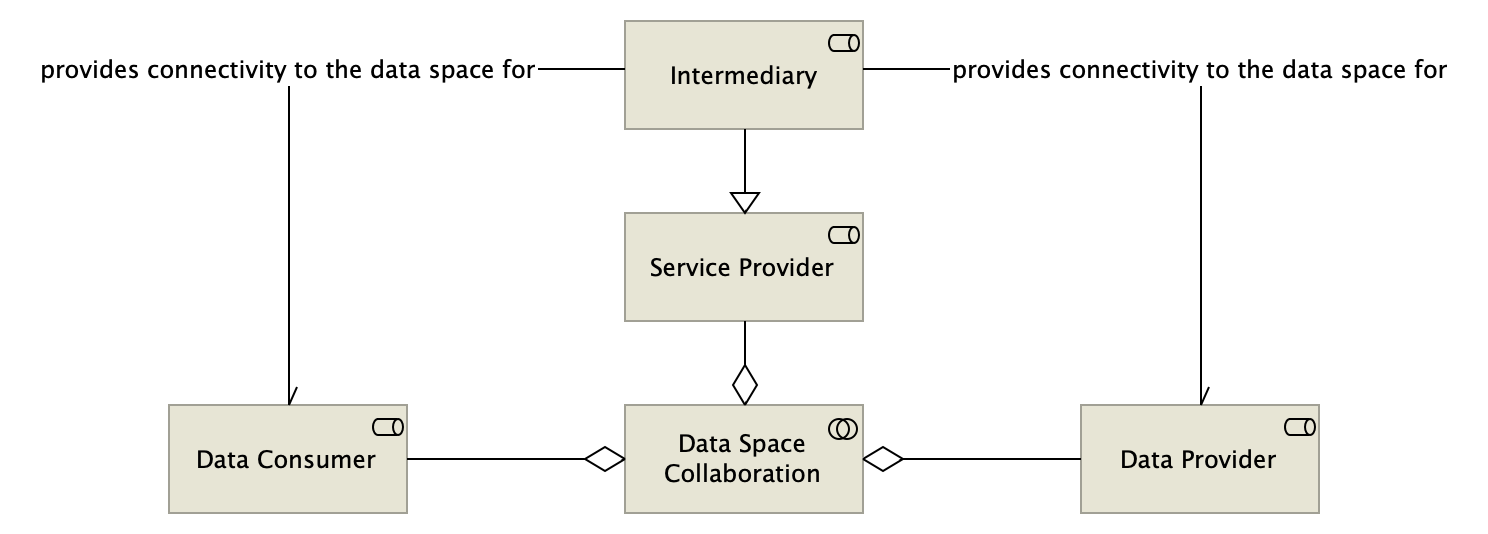 provides connectivity to the data space for
Intermediary
provides connectivity to the data space for
Service Provider
Data Consumer
Data Space
Collaboration
Data Provider